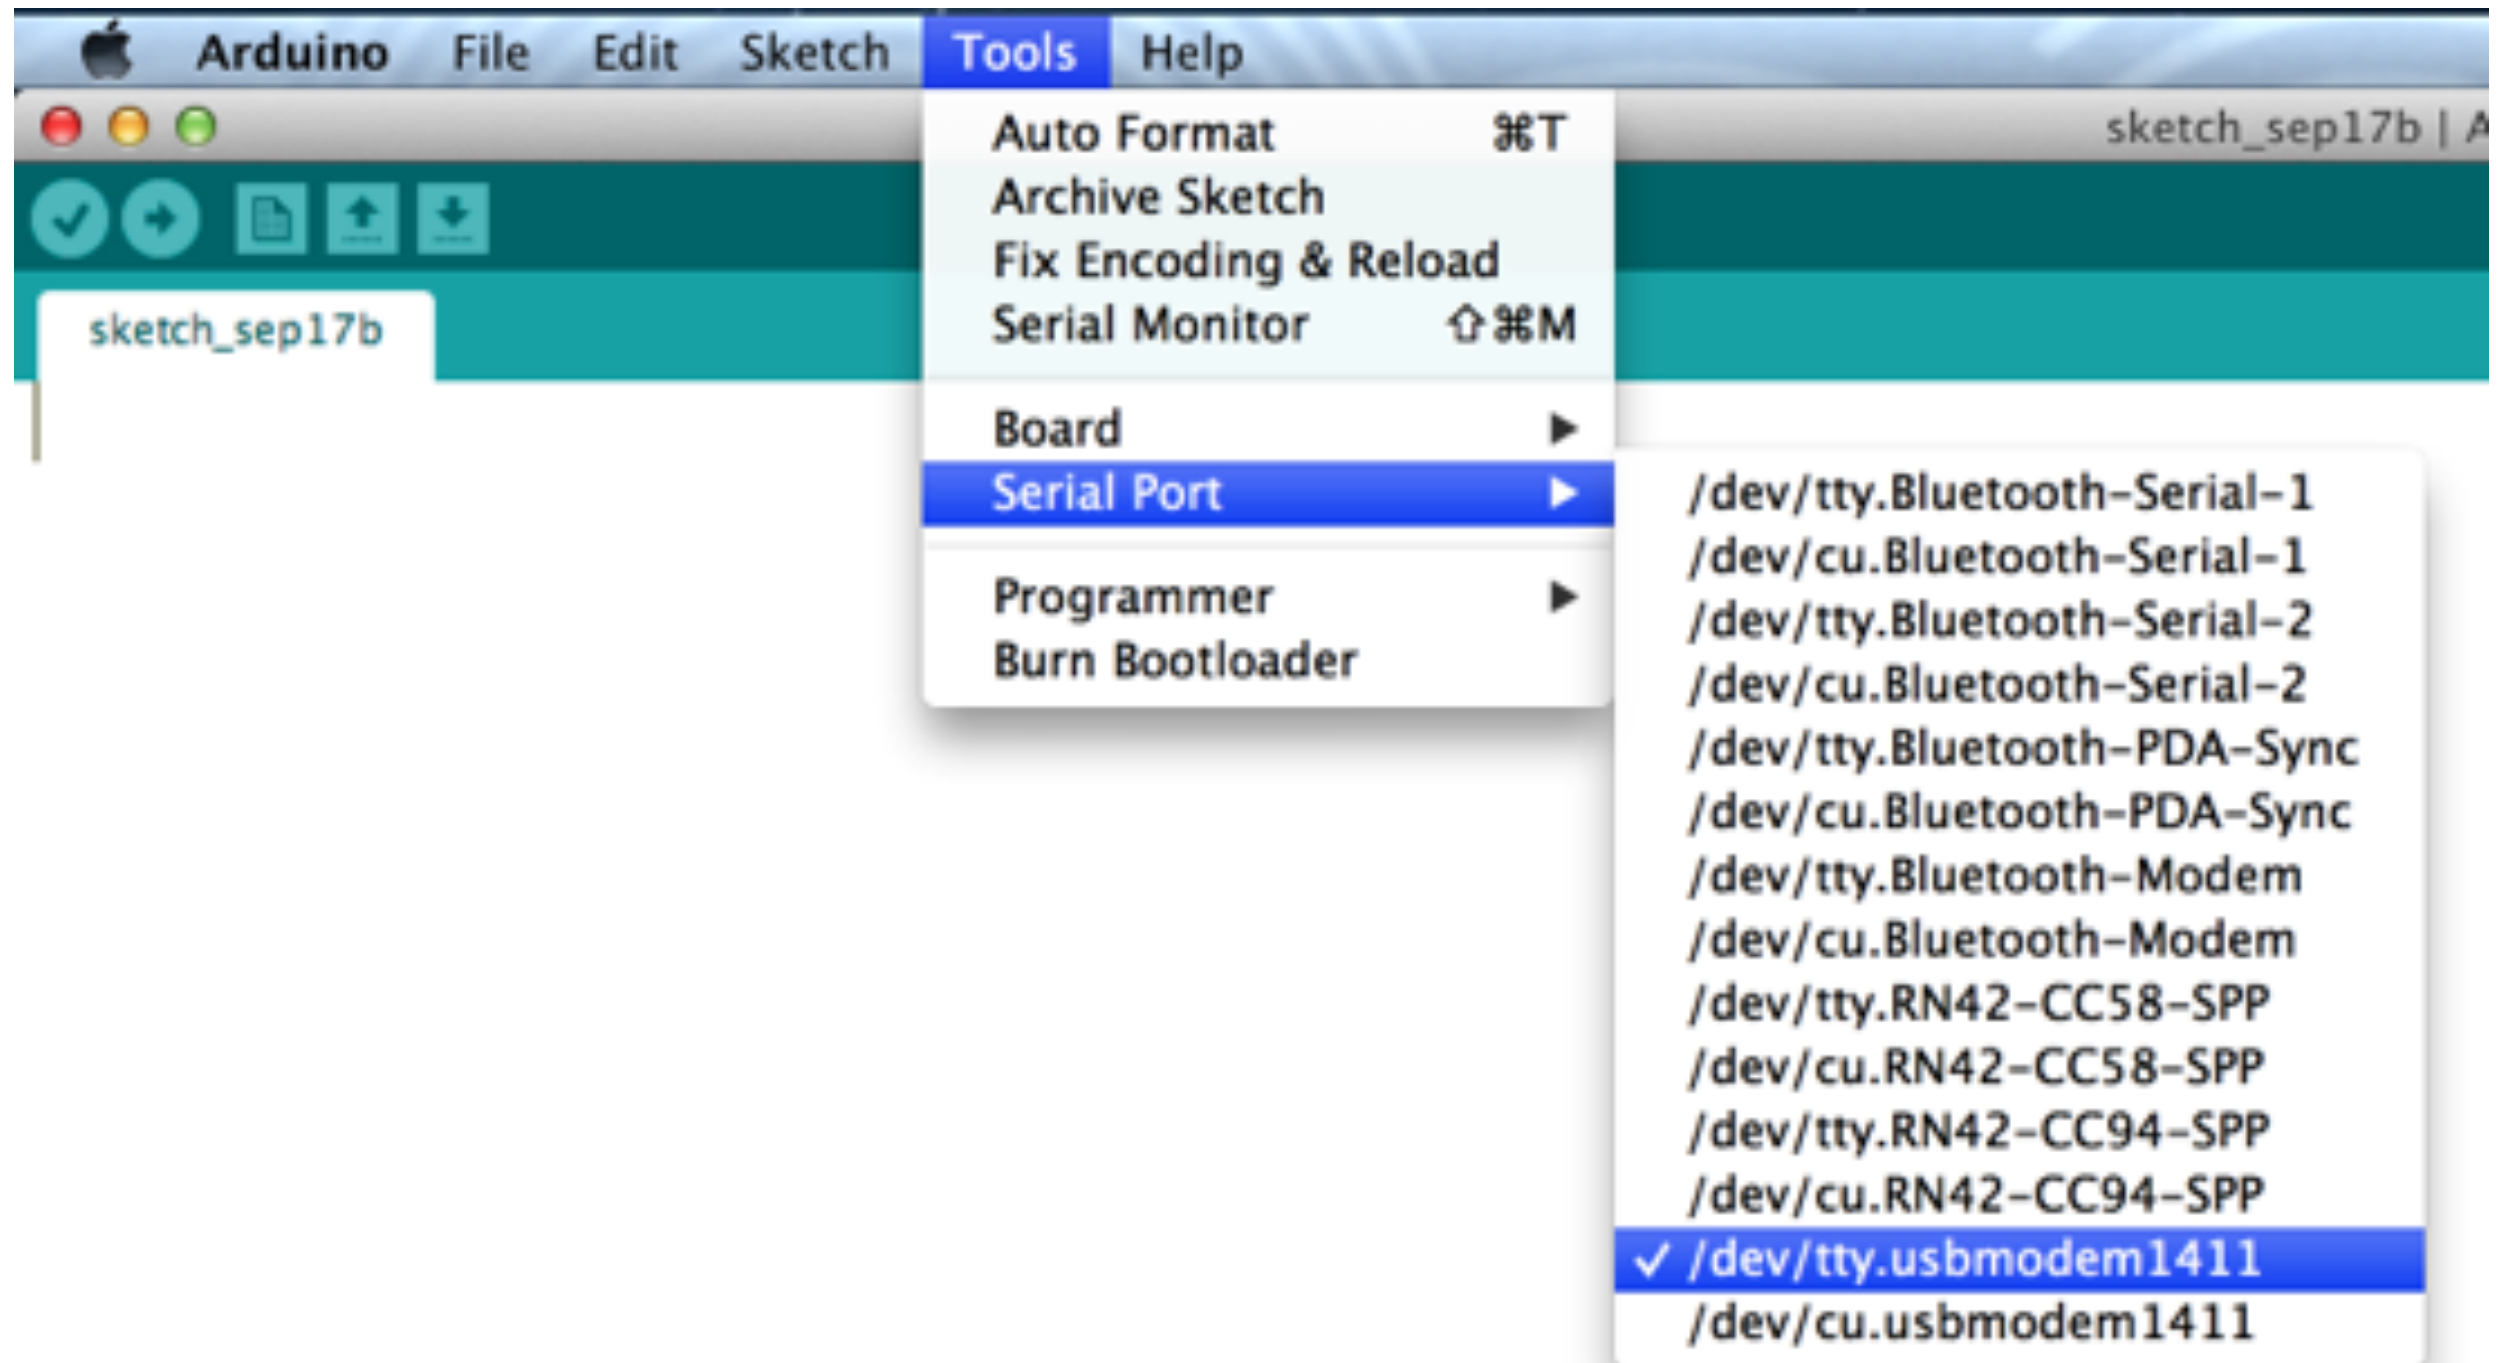 Arduino File Edit Sketch Tools Help
sketch_sep17b | A
sketch_sep17b
Auto Format ⌘T
Archive Sketch
Fix Encoding & Reload
Serial Monitor ⇧⌘M
Board
Serial Port
Programmer
Burn Bootloader
/dev/tty.Bluetooth-Serial-1
/dev/cu.Bluetooth-Serial-1
/dev/tty.Bluetooth-Serial-2
/dev/cu.Bluetooth-Serial-2
/dev/tty.Bluetooth-PDA-Sync
/dev/cu.Bluetooth-PDA-Sync
/dev/tty.Bluetooth-Modem
/dev/cu.Bluetooth-Modem
/dev/tty.RN42-CC58-SPP
/dev/cu.RN42-CC58-SPP
/dev/tty.RN42-CC94-SPP
/dev/cu.RN42-CC94-SPP
✓ /dev/tty.usbmodem1411
/dev/cu.usbmodem1411